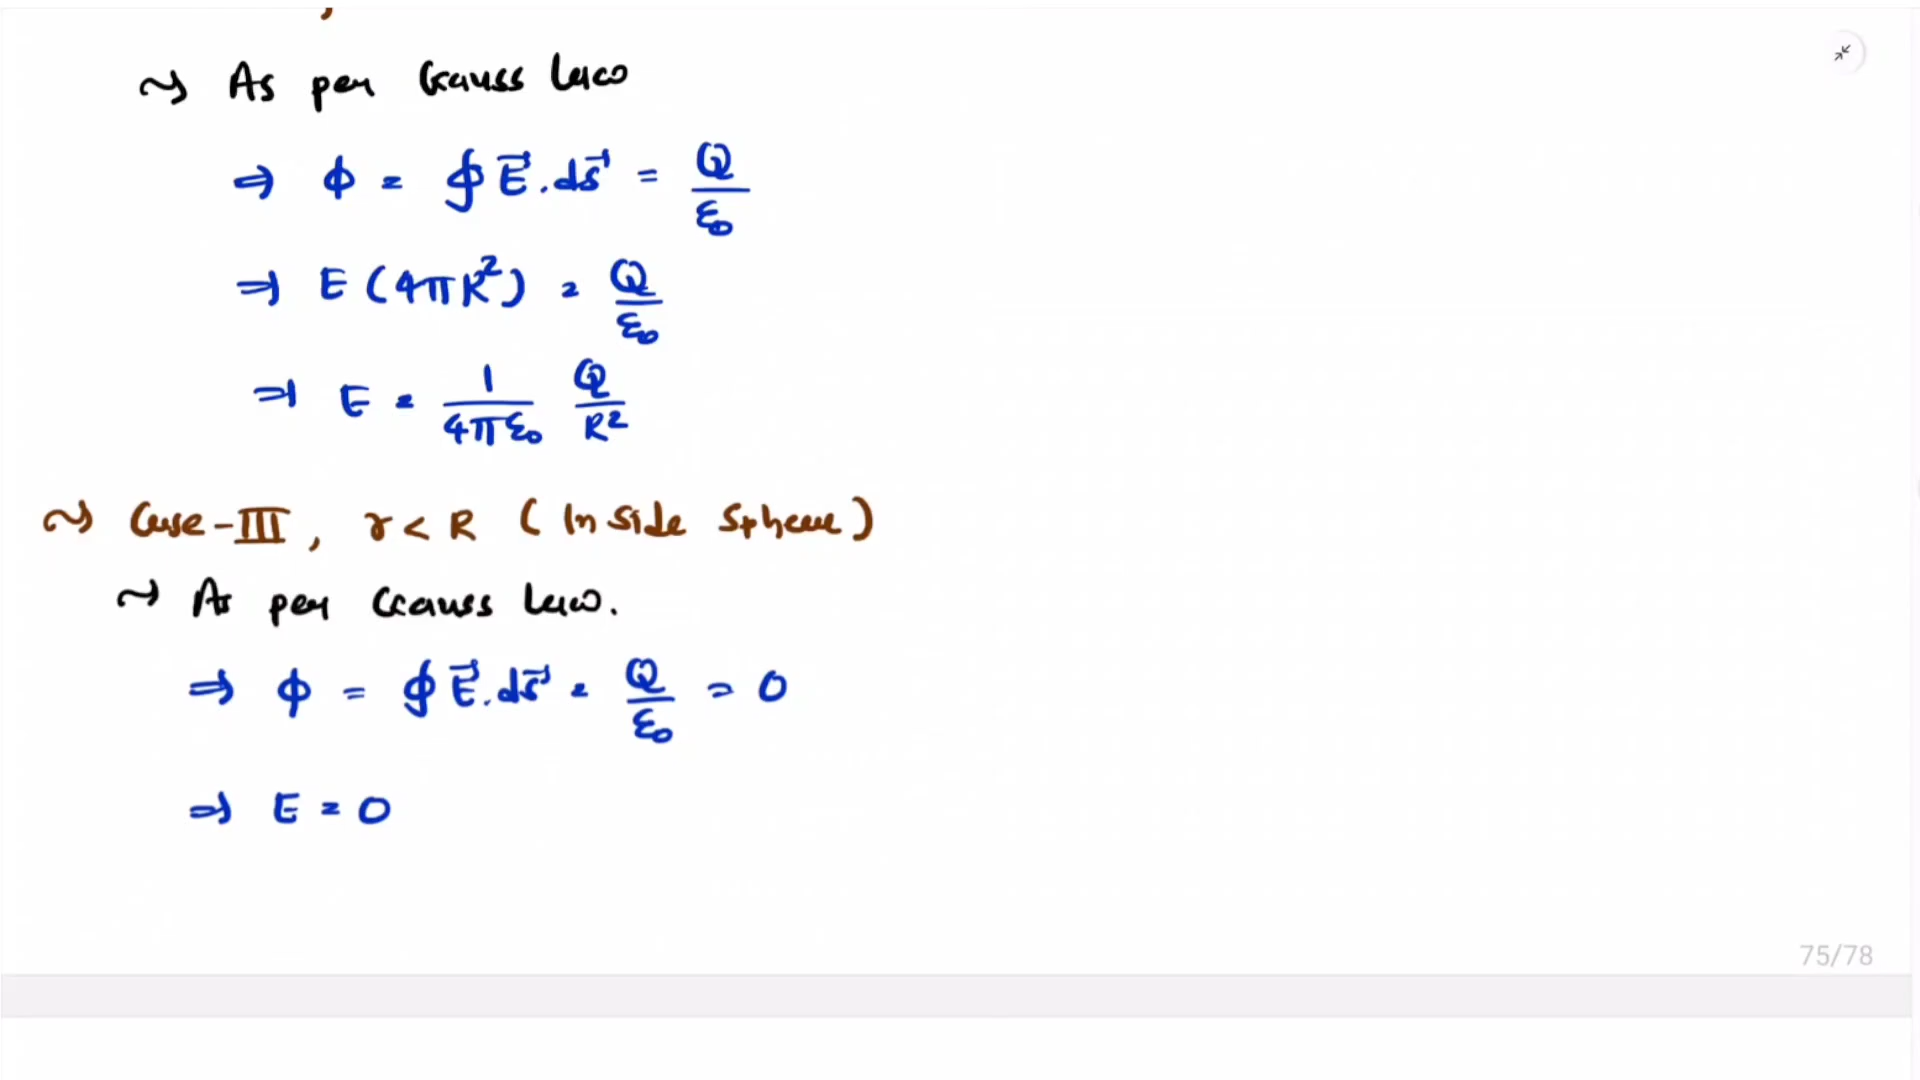 ~> As per Gauss Law
⇒ Φ = ∮ E⃗ . ds⃗ = Q/ε₀
⇒ E (4πR²) = Q/ε₀
⇒ E = 1/4πε₀ Q/R²
~> Case-III, r < R (Inside Sphere)
~> As per Gauss Law.
⇒ Φ = ∮ E⃗ . ds⃗ = Q/ε₀ = 0
⇒ E = 0
75/78